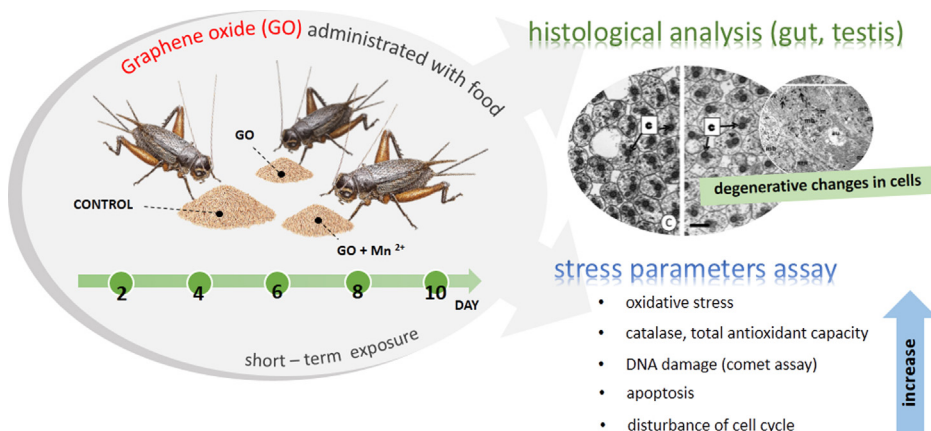 Graphene oxide (GO) administrated with food
GO
CONTROL
GO + Mn 2+
2 4 6 8 10 DAY
short – term exposure
histological analysis (gut, testis)
c c
mb
au
degenerative changes in cells
C
stress parameters assay
• oxidative stress
• catalase, total antioxidant capacity
• DNA damage (comet assay)
• apoptosis
• disturbance of cell cycle
increase